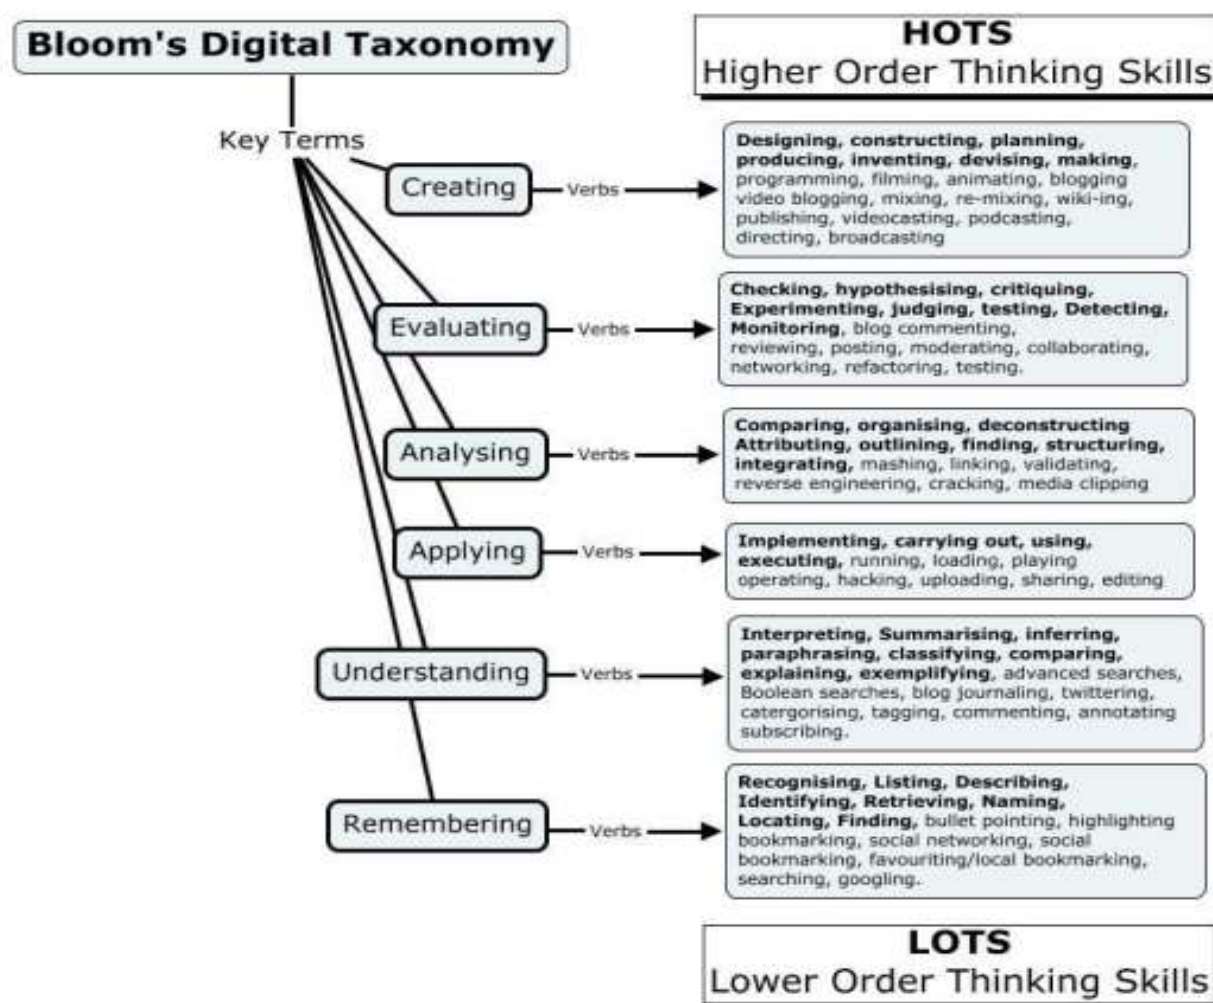 Bloom's Digital Taxonomy
HOTS
Higher Order Thinking Skills
Key Terms
Creating
Verbs
Designing, constructing, planning,
producing, inventing, devising, making,
programming, filming, animating, blogging
video blogging, mixing, re-mixing, wiki-ing,
publishing, videocasting, podcasting,
directing, broadcasting
Evaluating
Verbs
Checking, hypothesising, critiquing,
Experimenting, judging, testing, Detecting,
Monitoring, blog commenting,
reviewing, posting, moderating, collaborating,
networking, refactoring, testing.
Analysing
Verbs
Comparing, organising, deconstructing
Attributing, outlining, finding, structuring,
integrating, mashing, linking, validating,
reverse engineering, cracking, media clipping
Applying
Verbs
Implementing, carrying out, using,
executing, running, loading, playing
operating, hacking, uploading, sharing, editing
Understanding
Verbs
Interpreting, Summarising, inferring,
paraphrasing, classifying, comparing,
explaining, exemplifying, advanced searches,
Boolean searches, blog journaling, twittering,
catergorising, tagging, commenting, annotating
subscribing.
Remembering
Verbs
Recognising, Listing, Describing,
Identifying, Retrieving, Naming,
Locating, Finding, bullet pointing, highlighting
bookmarking, social networking, social
bookmarking, favouriting/local bookmarking,
searching, googling.
LOTS
Lower Order Thinking Skills